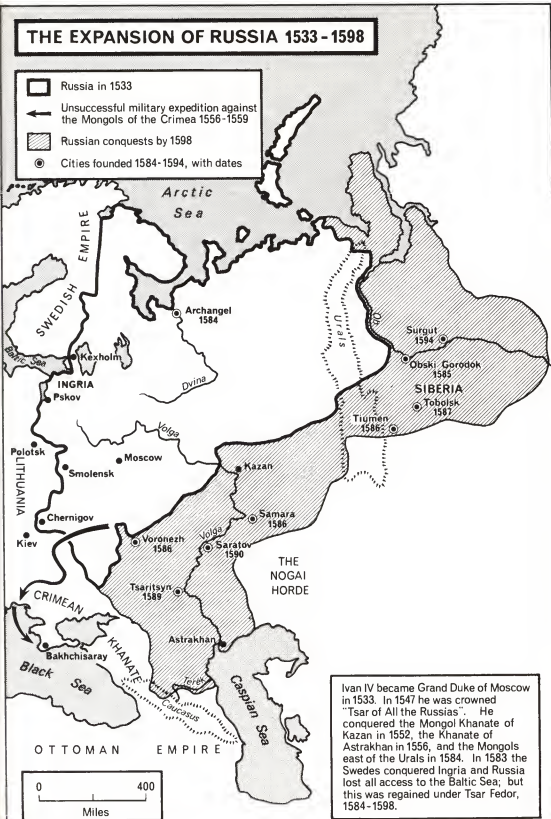 THE EXPANSION OF RUSSIA 1533-1598
Russia in 1533
Unsuccessful military expedition against
the Mongols of the Crimea 1556-1559
Russian conquests by 1598
Cities founded 1584-1594, with dates
Arctic
Sea
SWEDISH EMPIRE
Baltic Sea
Archangel
1584
Urals
Ob
Surgut
1594
Obski Gorodok
1585
SIBERIA
Tobolsk
1587
Tiumen
1586
Kexholm
INGRIA
Pskov
Dvina
Volga
Polotsk
Moscow
Smolensk
LITHUANIA
Kazan
Chernigov
Kiev
Samara
1586
Voronezh
1586
Volga
Saratov
1590
THE
NOGAI
HORDE
Tsaritsyn
1589
CRIMEAN
KHANATE
Astrakhan
Bakhchisaray
Black
Sea
Terek
Caucasus
Caspian Sea
OTTOMAN EMPIRE
0 400
Miles
Ivan IV became Grand Duke of Moscow
in 1533. In 1547 he was crowned
"Tsar of All the Russias". He
conquered the Mongol Khanate of
Kazan in 1552, the Khanate of
Astrakhan in 1556, and the Mongols
east of the Urals in 1584. In 1583 the
Swedes conquered Ingria and Russia
lost all access to the Baltic Sea; but
this was regained under Tsar Fedor,
1584-1598.